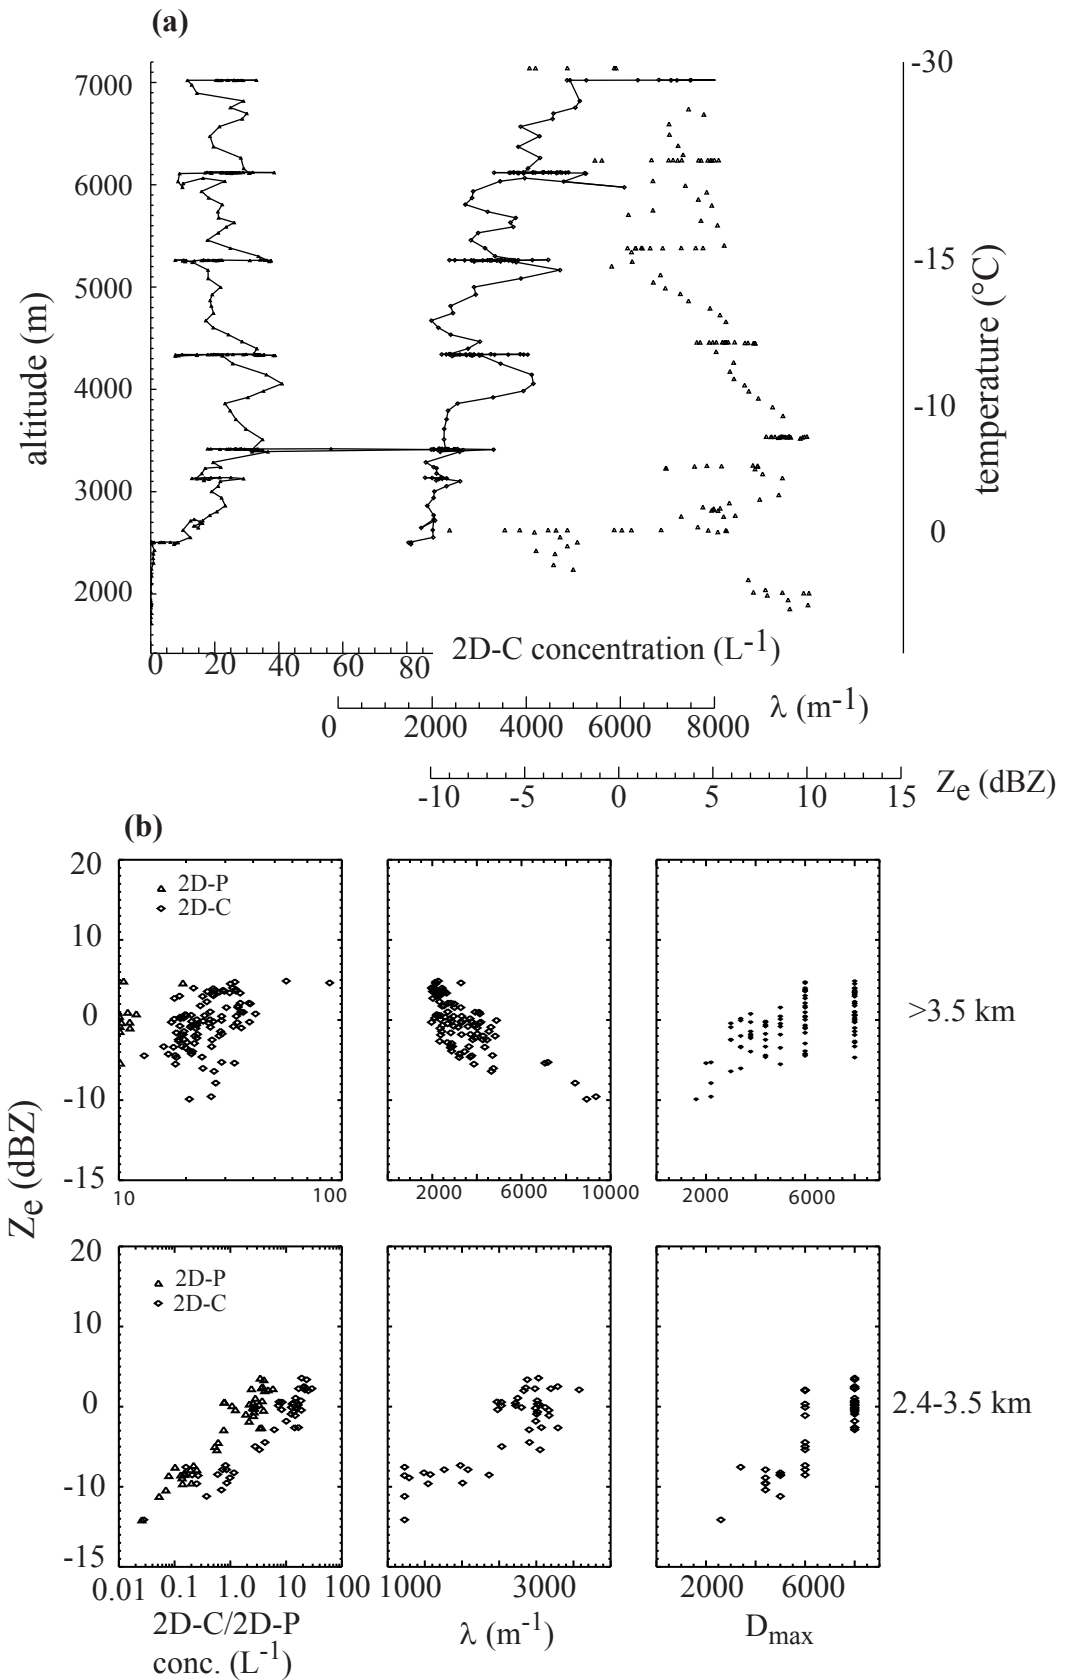 (a)
7000
6000
5000
4000
3000
2000
altitude (m)
-30
-15
-10
0
temperature (°C)
0 20 40 60 80 2D-C concentration (L-1)
0 2000 4000 6000 8000 λ (m-1)
-10 -5 0 5 10 15 Ze (dBZ)
(b)
20
10
0
-10
-15
2D-P
2D-C
10 100
2000 6000 10000
2000 6000
>3.5 km
Ze (dBZ)
20
10
0
-10
-15
2D-P
2D-C
2.4-3.5 km
0.01 0.1 1.0 10 100
1000 3000
2000 6000
2D-C/2D-P
conc. (L-1)
λ (m-1)
Dmax